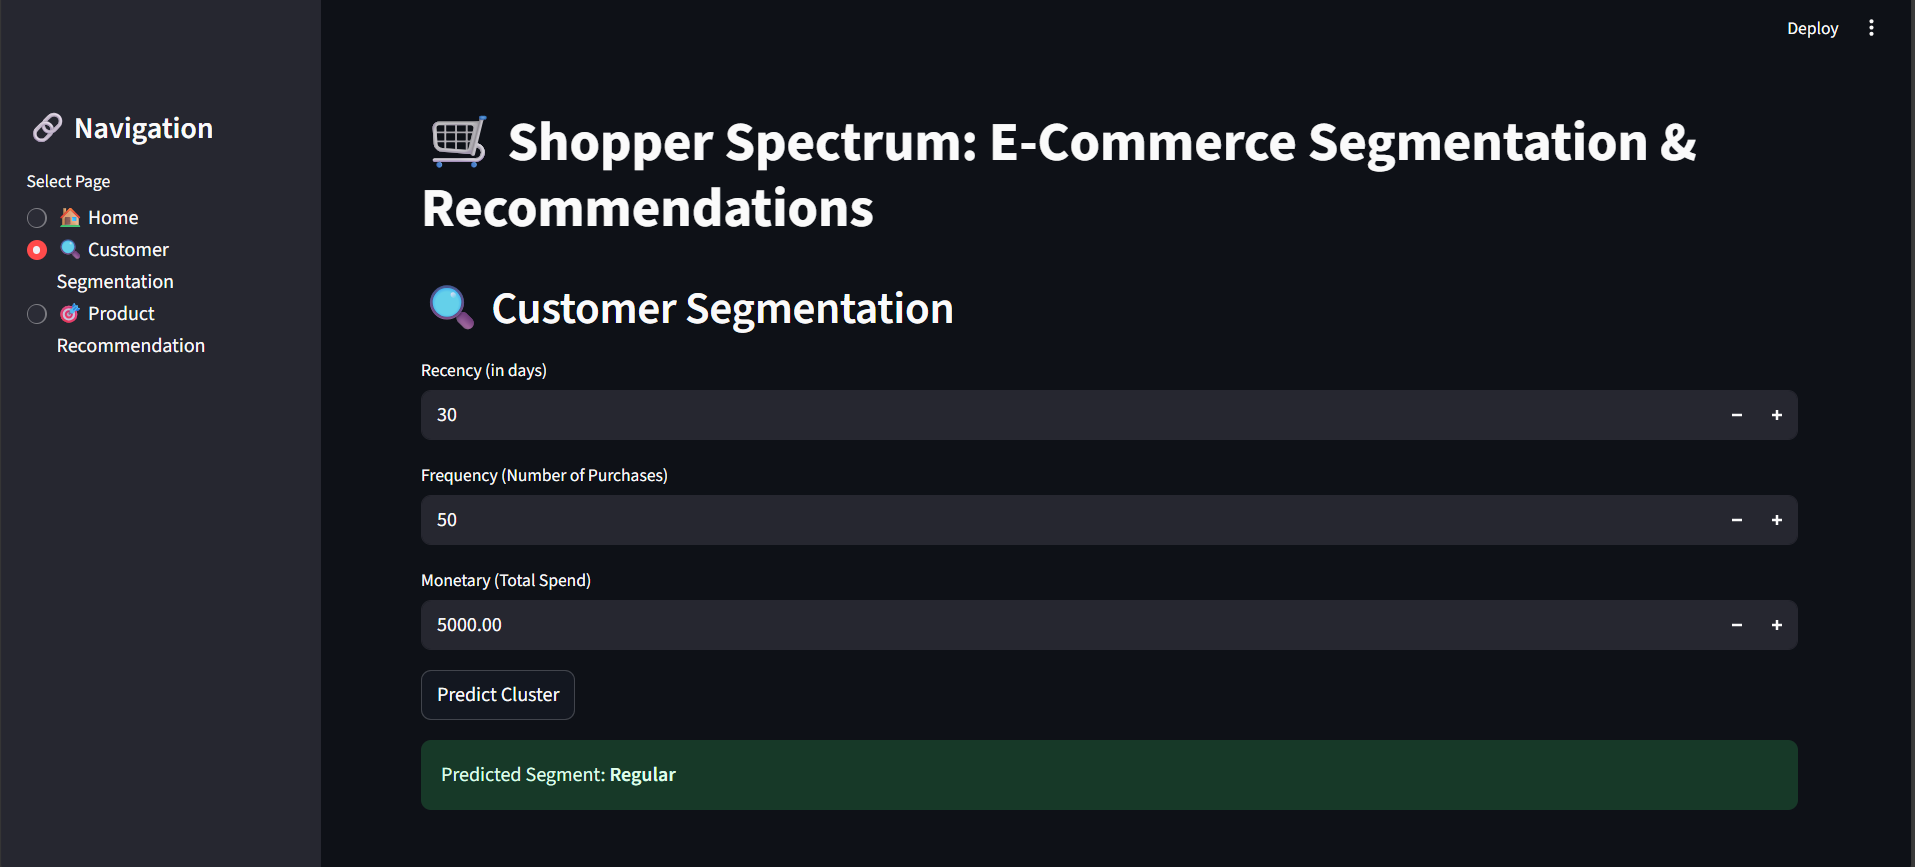 Deploy
Navigation
Select Page
Home
Customer
Segmentation
Product
Recommendation
Shopper Spectrum: E-Commerce Segmentation &
Recommendations
Customer Segmentation
Recency (in days)
30
Frequency (Number of Purchases)
50
Monetary (Total Spend)
5000.00
Predict Cluster
Predicted Segment: Regular